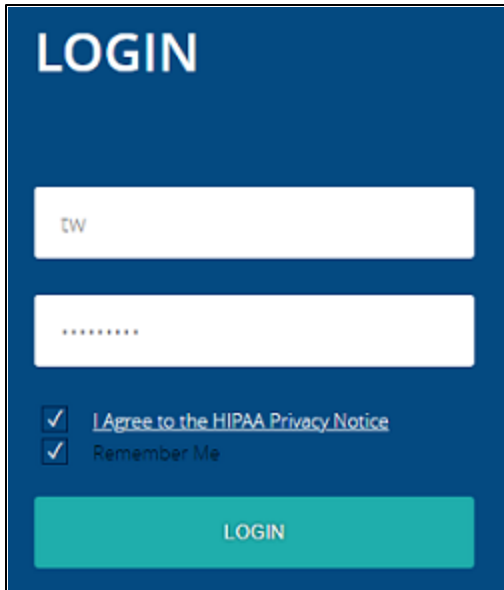 LOGIN
tw
·········
I Agree to the HIPAA Privacy Notice
Remember Me
LOGIN